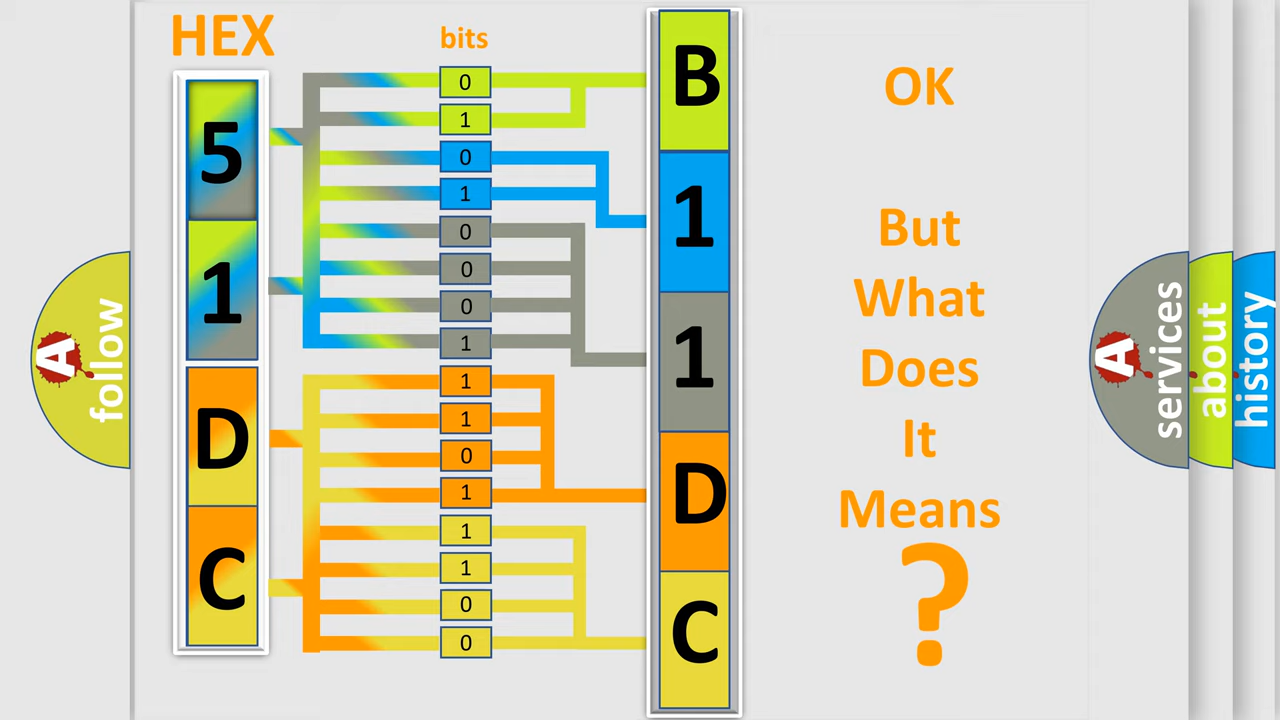 HEX
bits
5
1
D
C
0
1
0
1
0
0
0
1
1
1
0
1
1
1
0
0
B
1
1
D
C
OK
But
What
Does
It
Means
?
A
follow
A
services
about
history